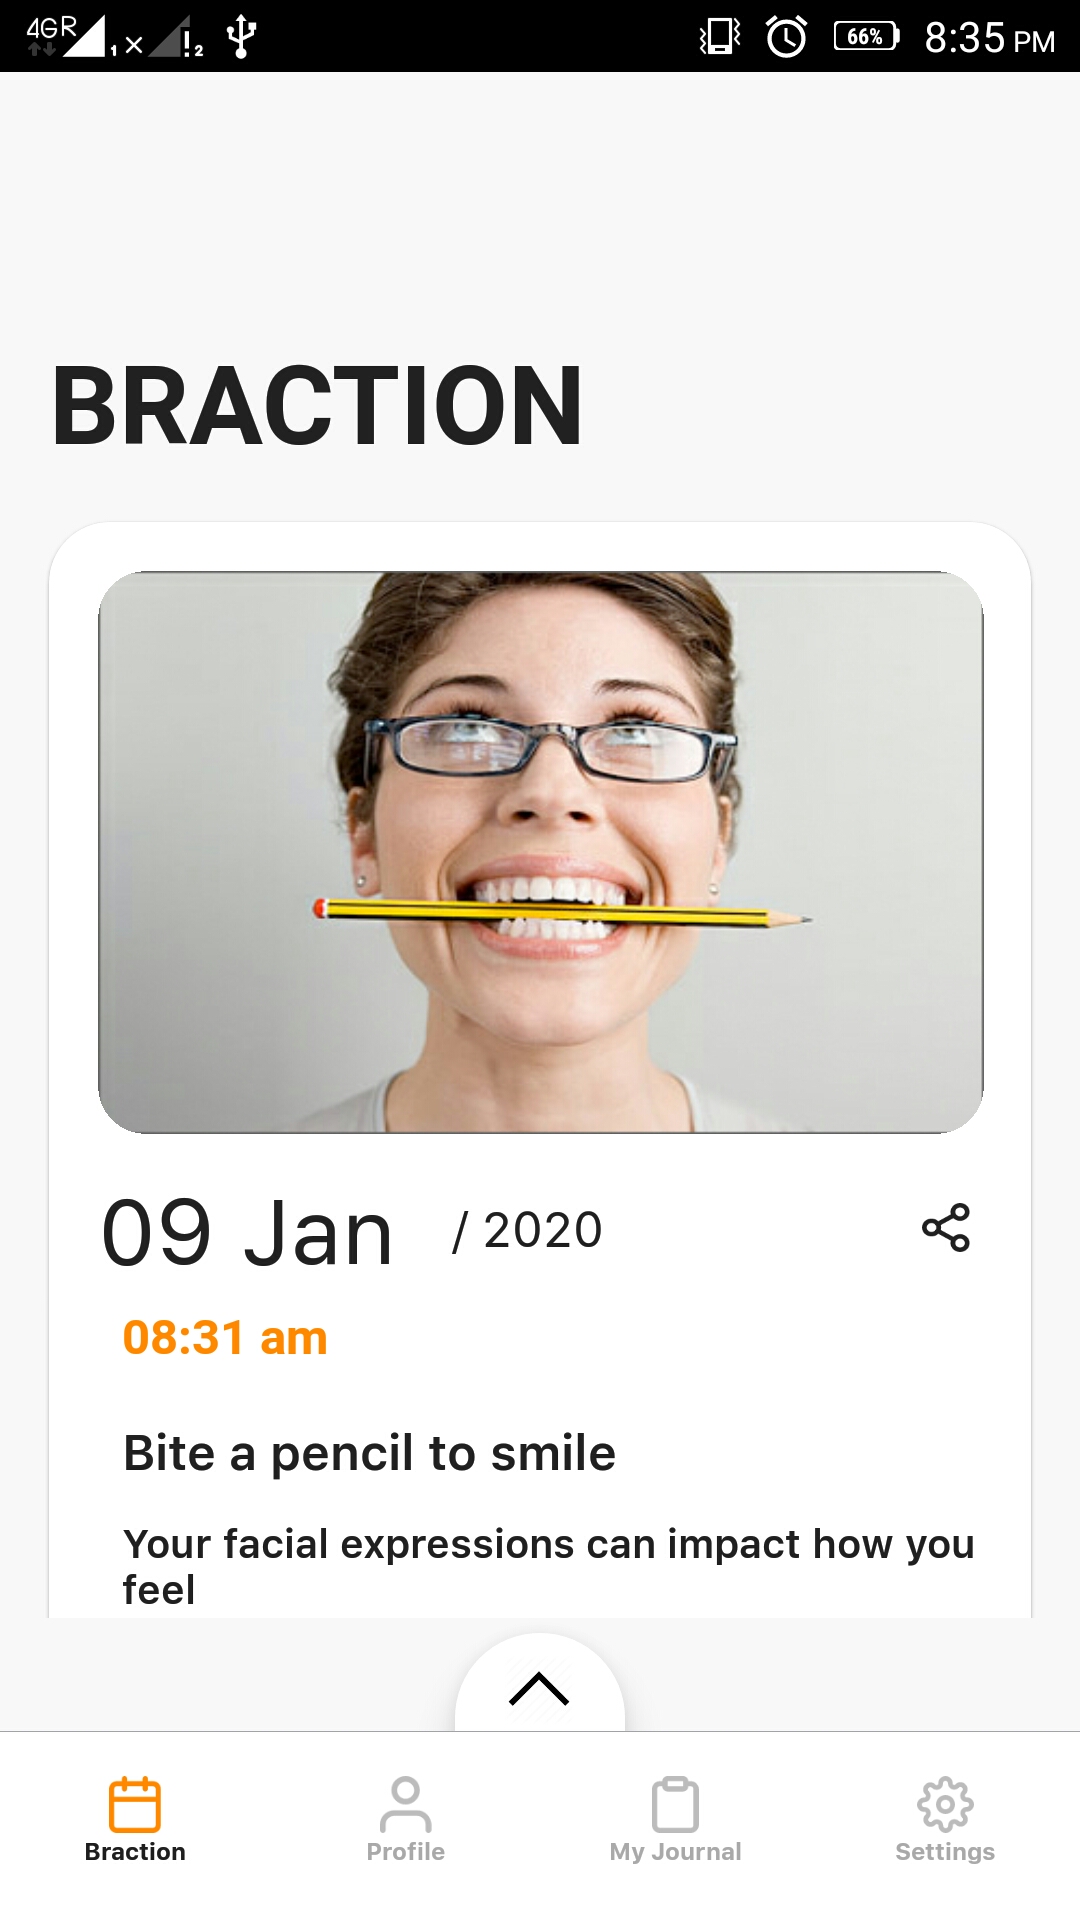 4G R 1 × ! 2 66% 8:35 PM
BRACTION
09 Jan / 2020
08:31 am
Bite a pencil to smile
Your facial expressions can impact how you
feel
Braction Profile My Journal Settings